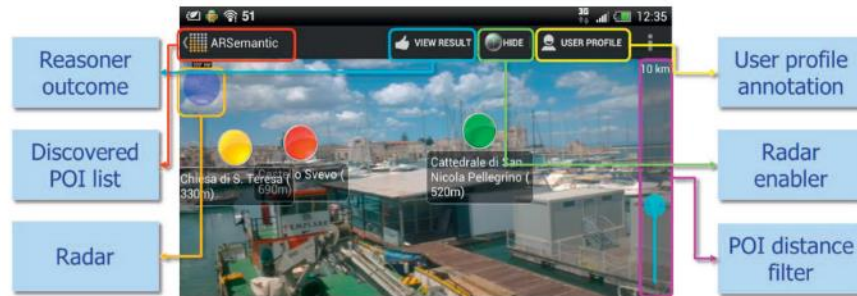 51
3G
12:35
ARSemantic
VIEW RESULT
HIDE
USER PROFILE
10 km
Chiesa di S. Teresa (
330m)
o Svevo (
690m)
Cattedrale di San
Nicola Pellegrino (
520m)
Reasoner
outcome
Discovered
POI list
Radar
User profile
annotation
Radar
enabler
POI distance
filter